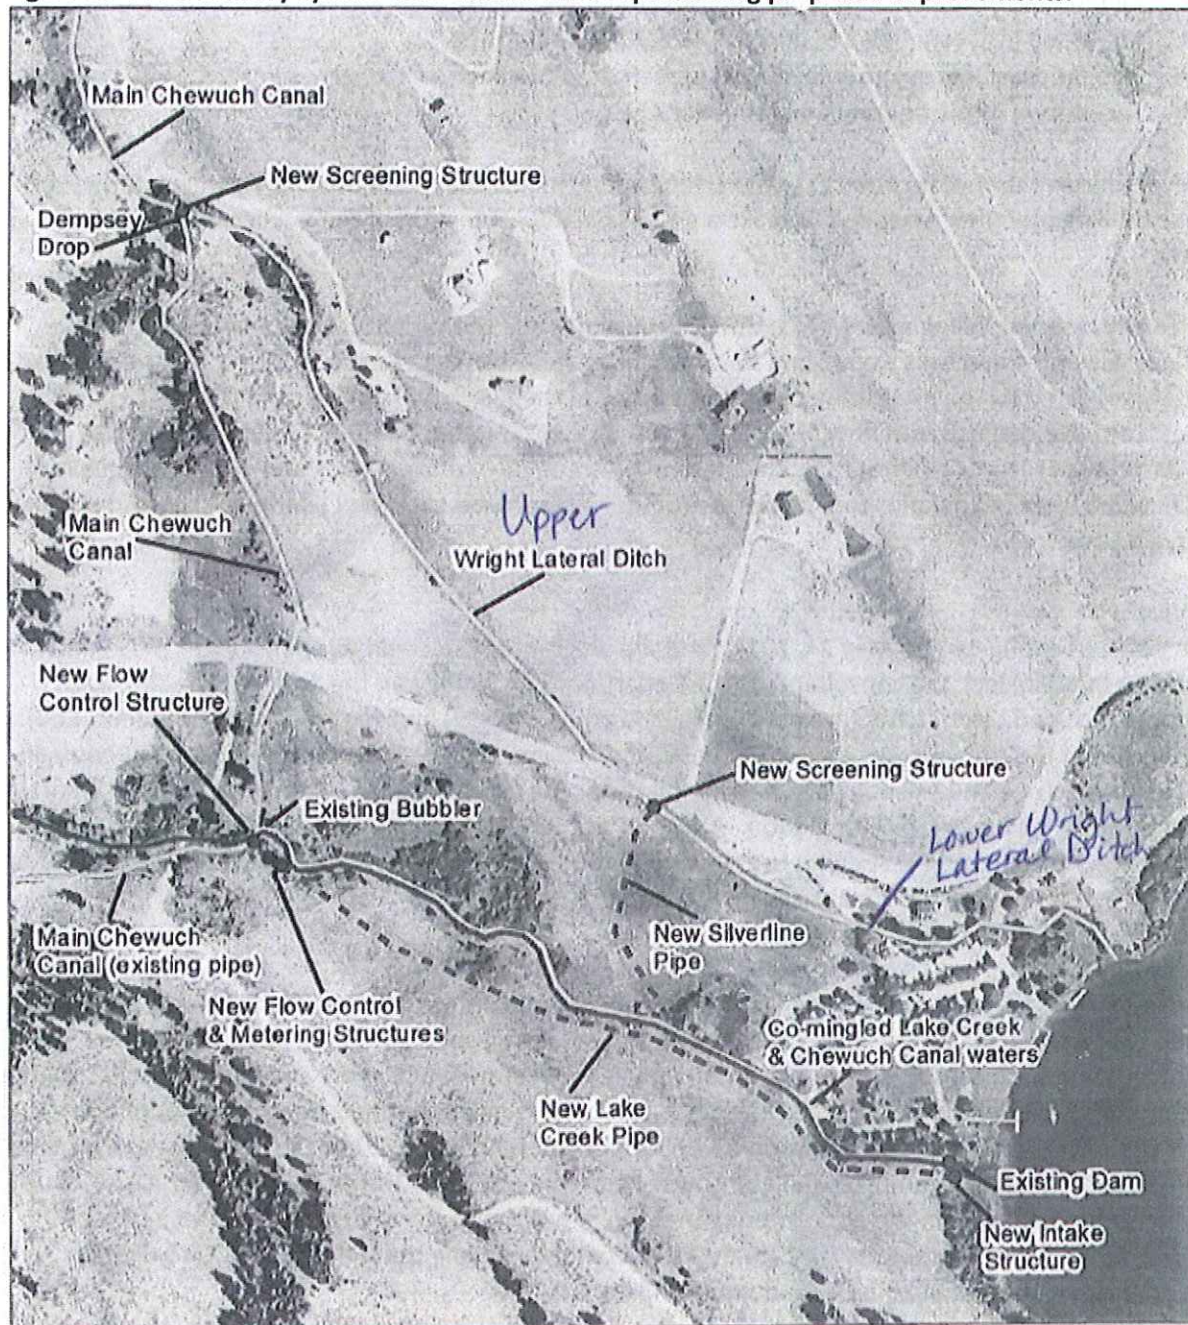 Main Chewuch Canal
New Screening Structure
Dempsey
Drop
Main Chewuch
Canal
Upper
Wright Lateral Ditch
New Flow
Control Structure
Existing Bubbler
New Screening Structure
Lower Wright
Lateral Ditch
Main Chewuch
Canal (existing pipe)
New Silverline
Pipe
New Flow Control
& Metering Structures
Co-mingled Lake Creek
& Chewuch Canal waters
New Lake
Creek Pipe
Existing Dam
New Intake
Structure